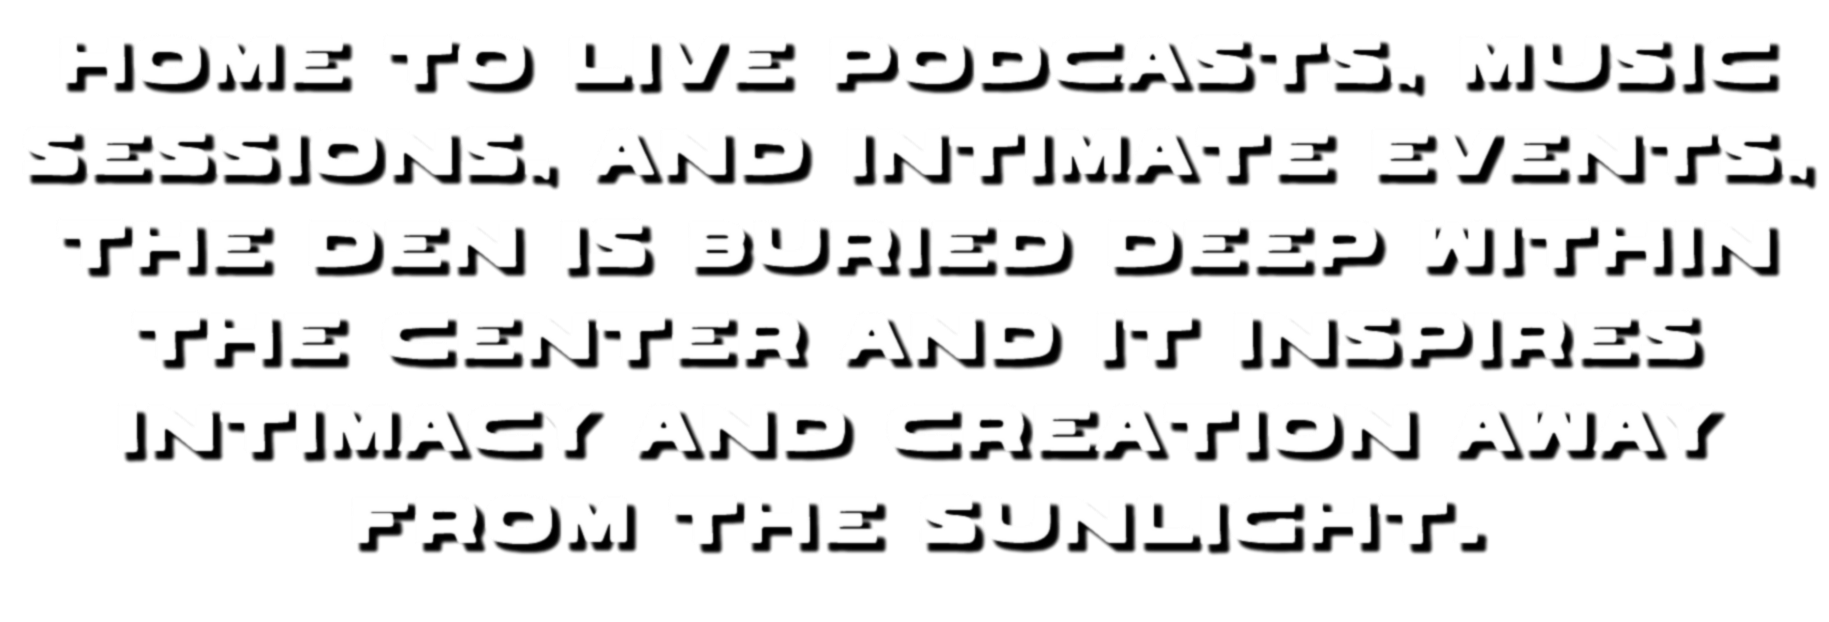 HOME TO LIVE PODCASTS, MUSIC
SESSIONS, AND INTIMATE EVENTS,
THE DEN IS BURIED DEEP WITHIN
THE CENTER AND IT INSPIRES
INTIMACY AND CREATION AWAY
FROM THE SUNLIGHT.